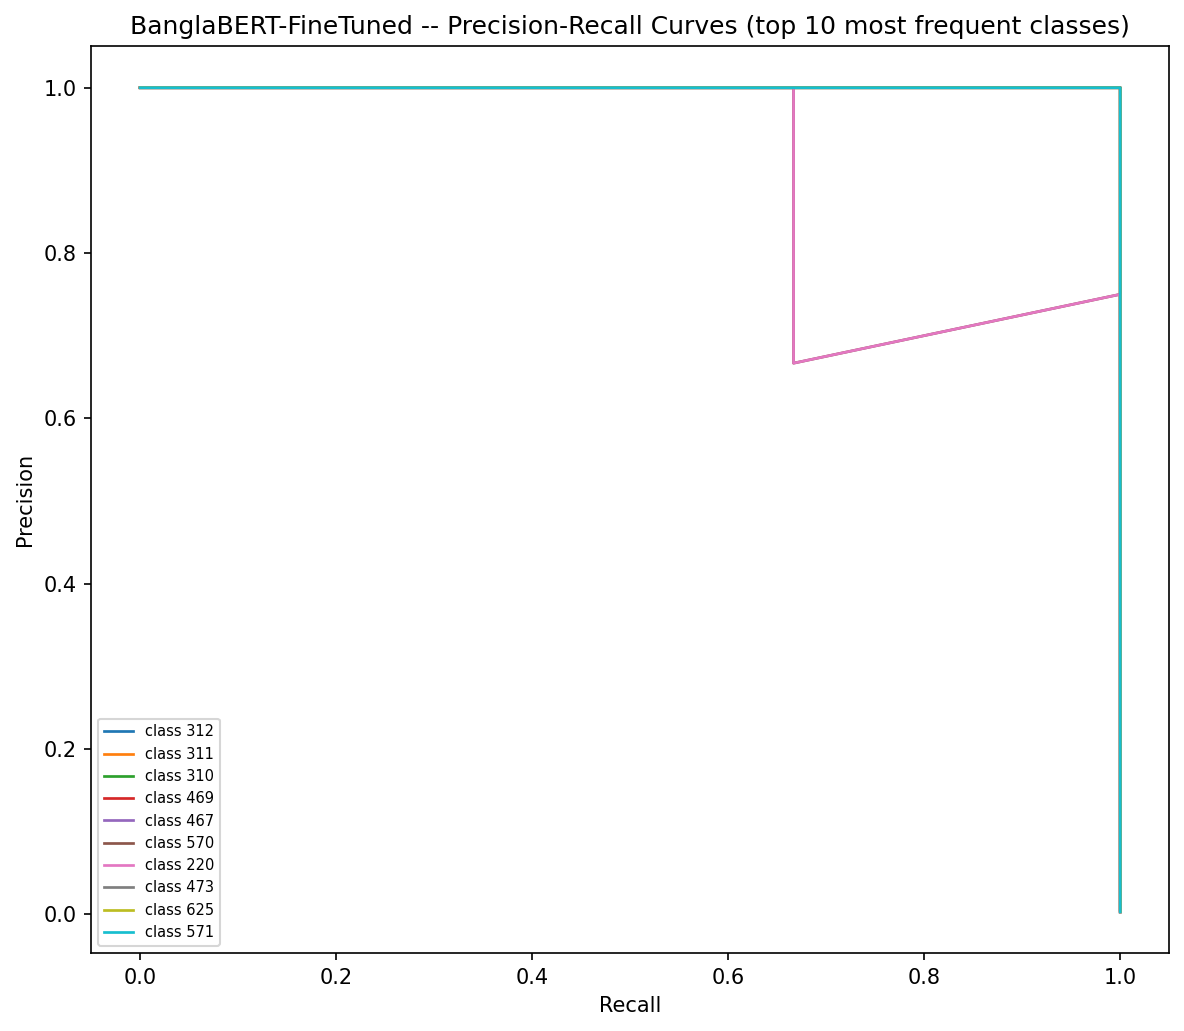 BanglaBERT-FineTuned -- Precision-Recall Curves (top 10 most frequent classes)
Precision
1.0
0.8
0.6
0.4
0.2
0.0
class 312
class 311
class 310
class 469
class 467
class 570
class 220
class 473
class 625
class 571
0.0 0.2 0.4 0.6 0.8 1.0
Recall